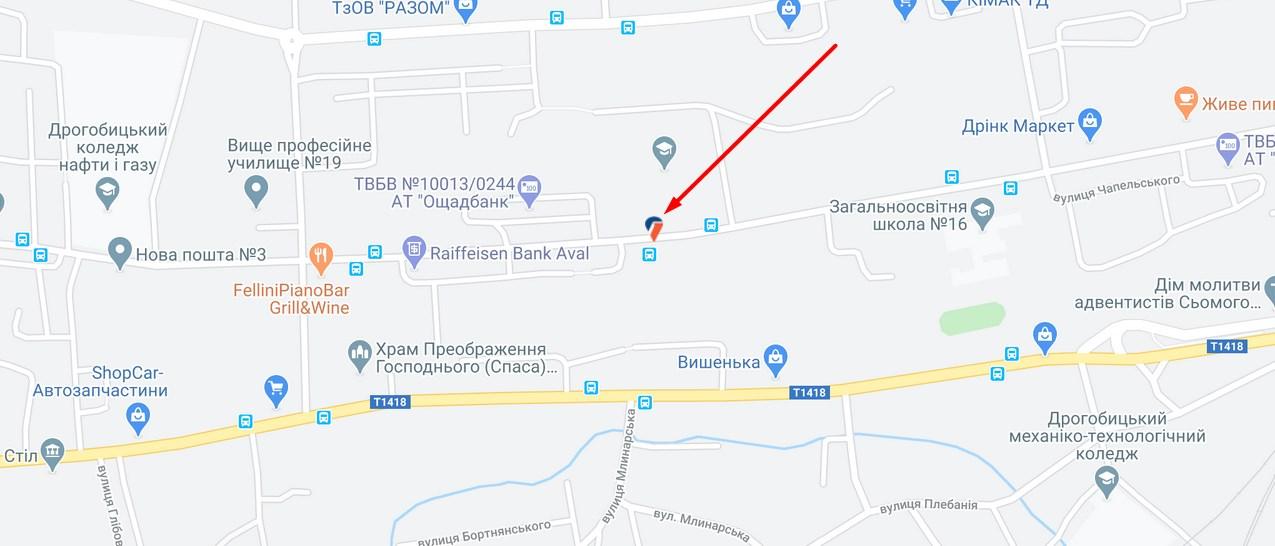 ТзОВ "РАЗОМ"
КІМАК ТД
Живе пи
Дрінк Маркет
ТВБ
АТ "
Дрогобицький
коледж
нафти і газу
Вище професійне
училище №19
ТВБВ №10013/0244
АТ "Ощадбанк"
вулиця Чапельського
Загальноосвітня
школа №16
Нова пошта №3
Raiffeisen Bank Aval
FelliniPianoBar
Grill&Wine
Дім молитви
адвентистів Сьомого...
Храм Преображення
Господнього (Спаса)...
Вишенька
T1418
ShopCar-
Автозапчастини
T1418
T1418
Дрогобицький
механіко-технологічний
коледж
Стіл
вулиця Глібов
вулиця Млинарська
вулиця Бортнянського
вул. Млинарська
вулиця Плебанія